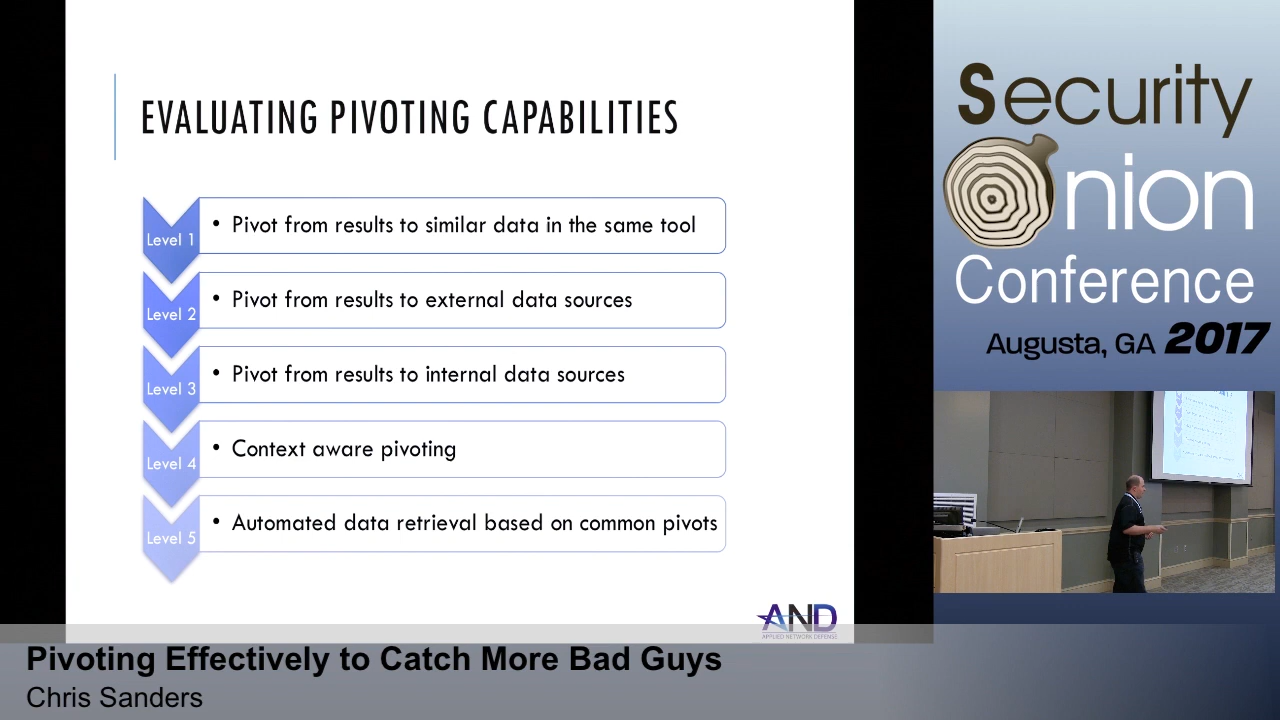 EVALUATING PIVOTING CAPABILITIES
Level 1
• Pivot from results to similar data in the same tool
Level 2
• Pivot from results to external data sources
Level 3
• Pivot from results to internal data sources
Level 4
• Context aware pivoting
Level 5
• Automated data retrieval based on common pivots
AND
APPLIED NETWORK DEFENSE
Security
Onion
Conference
Augusta, GA 2017
Pivoting Effectively to Catch More Bad Guys
Chris Sanders